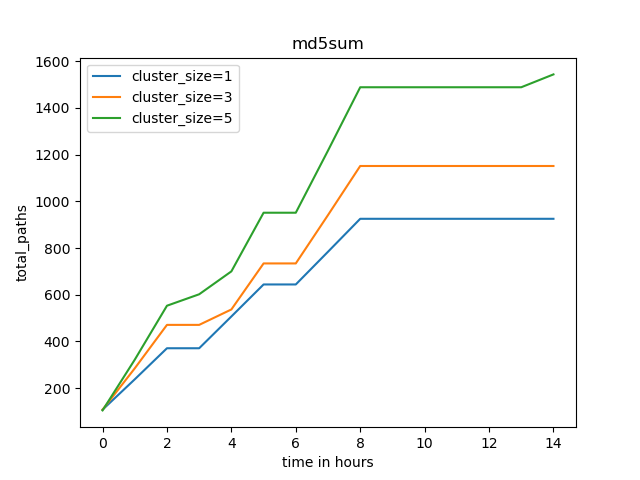 md5sum
1600
1400
1200
1000
800
600
400
200
total_paths
cluster_size=1
cluster_size=3
cluster_size=5
0 2 4 6 8 10 12 14
time in hours